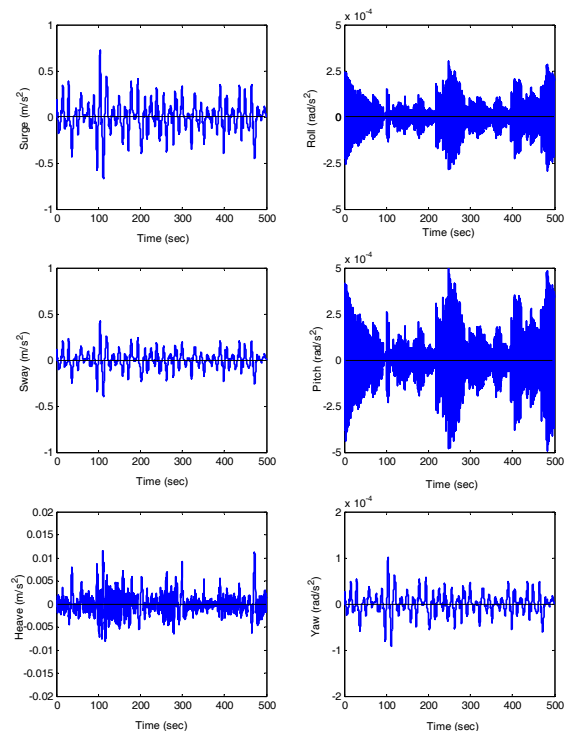 1
0.5
0
-0.5
-1
Surge (m/s²)
0 100 200 300 400 500
Time (sec)
x 10⁻⁴
5
2.5
0
-2.5
-5
Roll (rad/s²)
0 100 200 300 400 500
Time (sec)
1
0.5
0
-0.5
-1
Sway (m/s²)
0 100 200 300 400 500
Time (sec)
x 10⁻⁴
5
2.5
0
-2.5
-5
Pitch (rad/s²)
0 100 200 300 400 500
Time (sec)
0.02
0.015
0.01
0.005
0
-0.005
-0.01
-0.015
-0.02
Heave (m/s²)
0 100 200 300 400 500
Time (sec)
x 10⁻⁴
2
1
0
-1
-2
Yaw (rad/s²)
0 100 200 300 400 500
Time (sec)